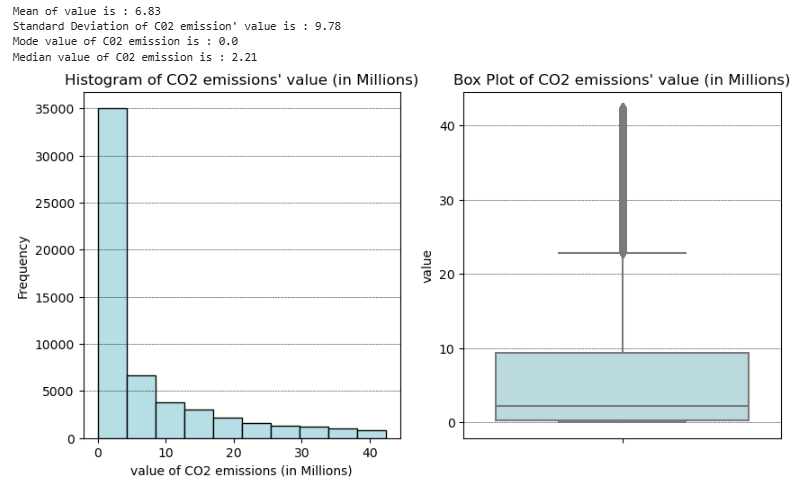 Mean of value is : 6.83
Standard Deviation of C02 emission' value is : 9.78
Mode value of C02 emission is : 0.0
Median value of C02 emission is : 2.21
Histogram of CO2 emissions' value (in Millions)
35000
30000
25000
20000
15000
10000
5000
0
Frequency
0 10 20 30 40
value of CO2 emissions (in Millions)
Box Plot of CO2 emissions' value (in Millions)
40
30
20
10
0
value